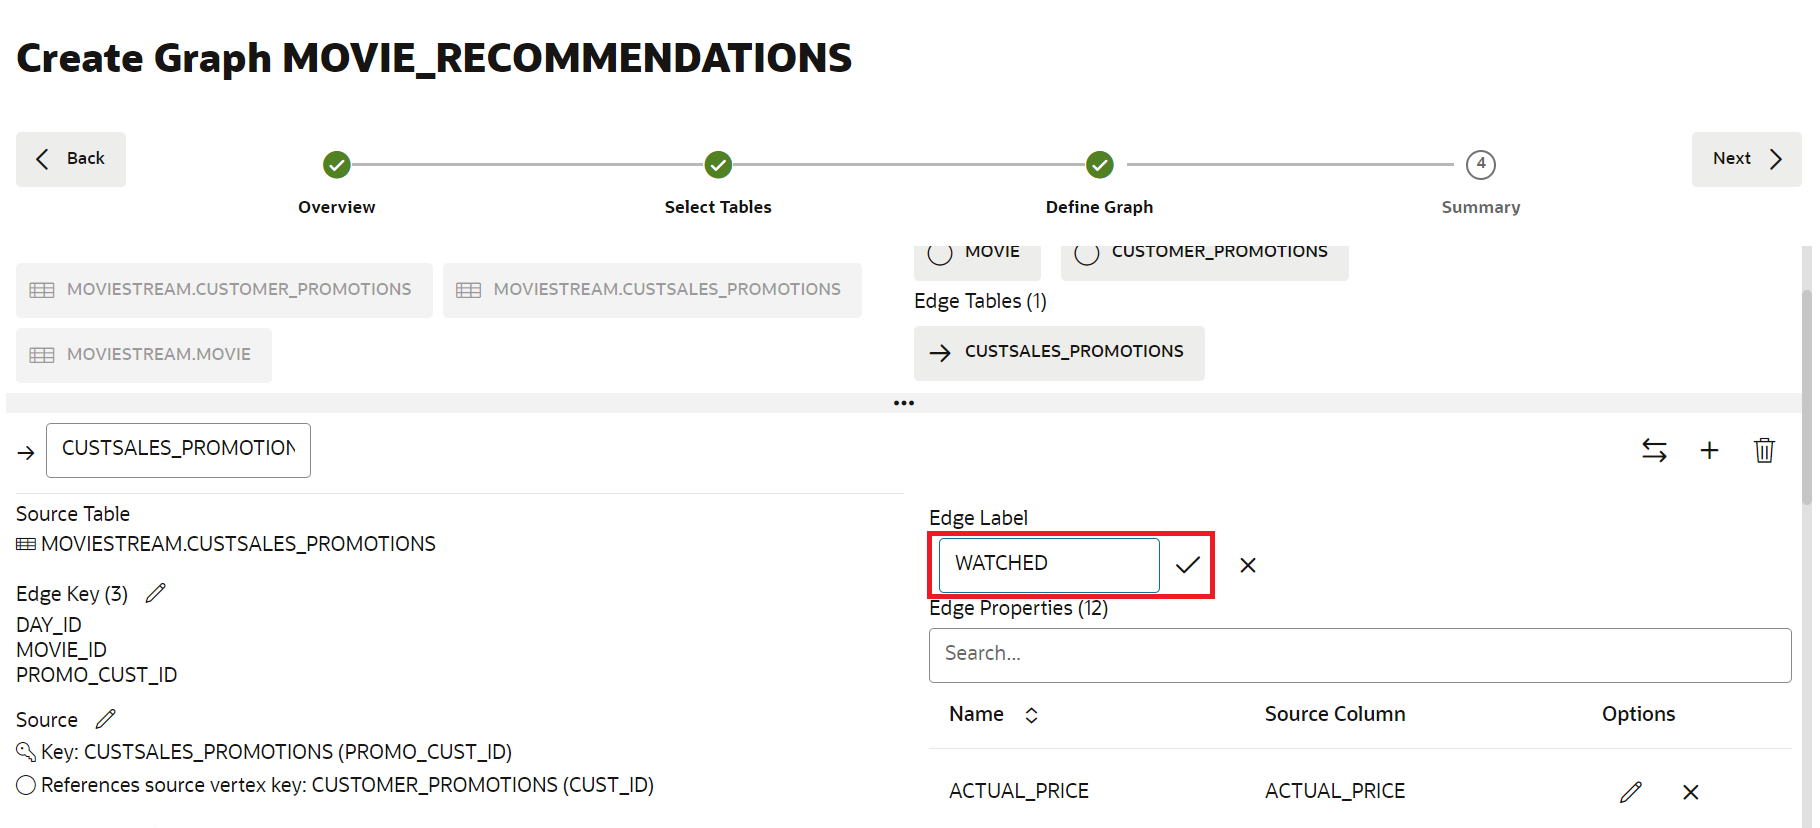 Create Graph MOVIE_RECOMMENDATIONS
Back
Next
4
Overview
Select Tables
Define Graph
Summary
MOVIESTREAM.CUSTOMER_PROMOTIONS
MOVIESTREAM.CUSTSALES_PROMOTIONS
MOVIESTREAM.MOVIE
MOVIE
CUSTOMER_PROMOTIONS
Edge Tables (1)
CUSTSALES_PROMOTIONS
CUSTSALES_PROMOTION
Source Table
MOVIESTREAM.CUSTSALES_PROMOTIONS
Edge Key (3)
DAY_ID
MOVIE_ID
PROMO_CUST_ID
Source
Key: CUSTSALES_PROMOTIONS (PROMO_CUST_ID)
References source vertex key: CUSTOMER_PROMOTIONS (CUST_ID)
Edge Label
WATCHED
Edge Properties (12)
Search...
Name Source Column Options
ACTUAL_PRICE ACTUAL_PRICE